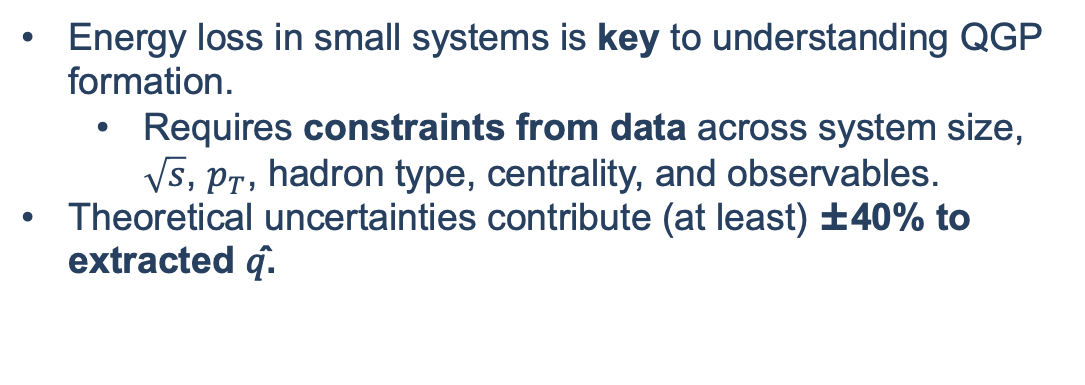 • Energy loss in small systems is key to understanding QGP
formation.
• Requires constraints from data across system size,
√s, p_T, hadron type, centrality, and observables.
• Theoretical uncertainties contribute (at least) ±40% to
extracted q̂.